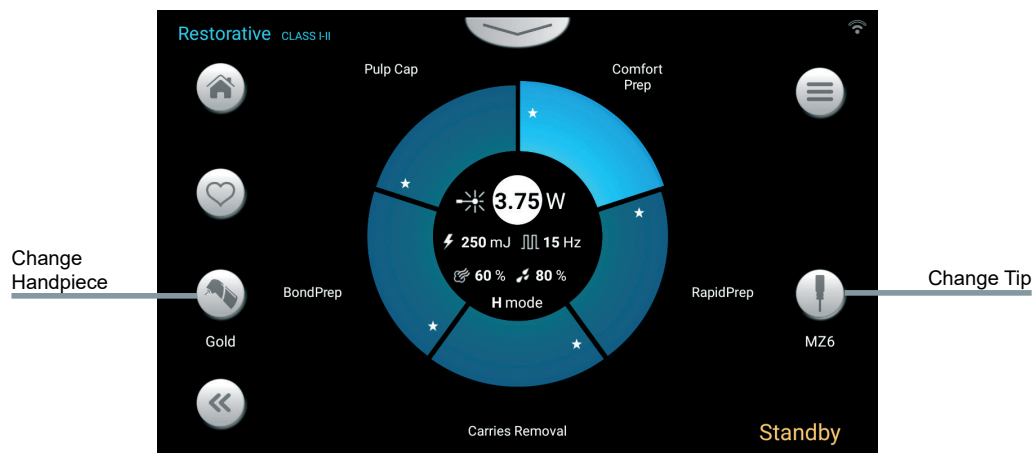 Restorative CLASS I-II
Pulp Cap
Comfort
Prep
3.75 W
250 mJ 15 Hz
60 % 80 %
H mode
Change
Handpiece
BondPrep
RapidPrep
Change Tip
Gold
MZ6
Carries Removal
Standby